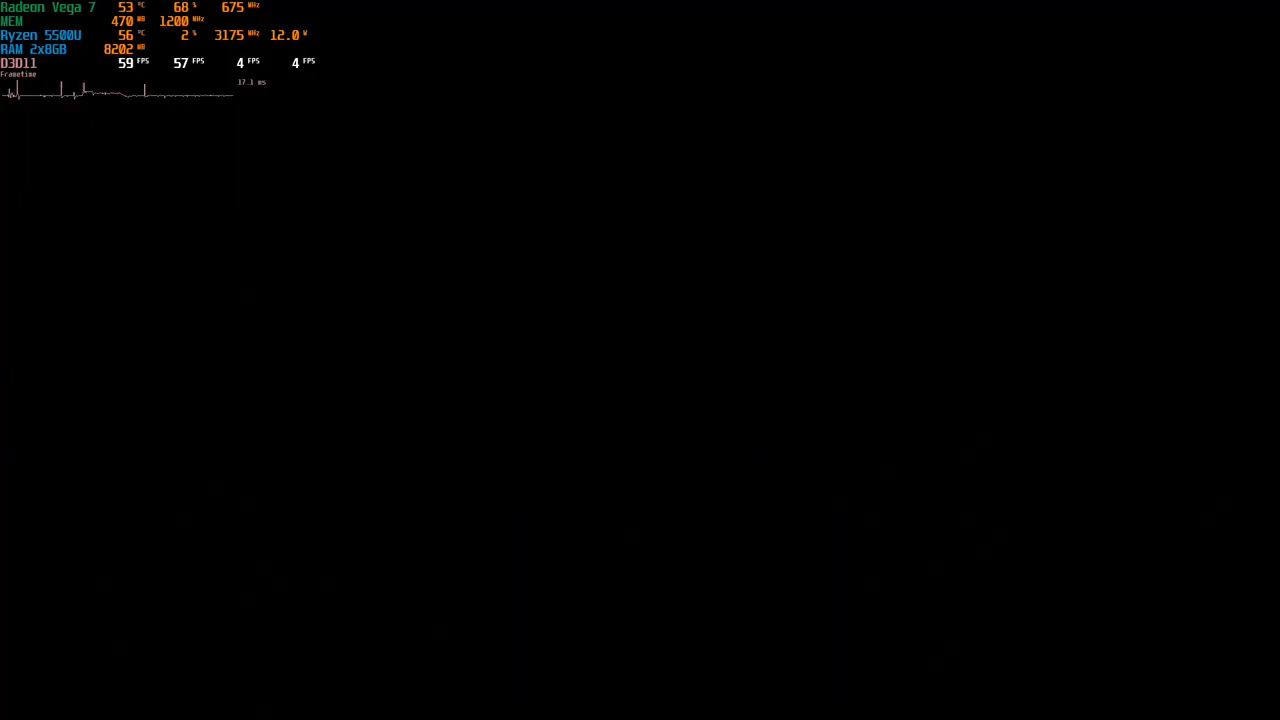 Radeon Vega 7 53 °C 68 % 675 MHz
MEM 470 MB 1200 MHz
Ryzen 5500U 56 °C 2 % 3175 MHz 12.0 W
RAM 2x8GB 8202 MB
D3D11 59 FPS 57 FPS 4 FPS 4 FPS
Frametime
17.1 ms